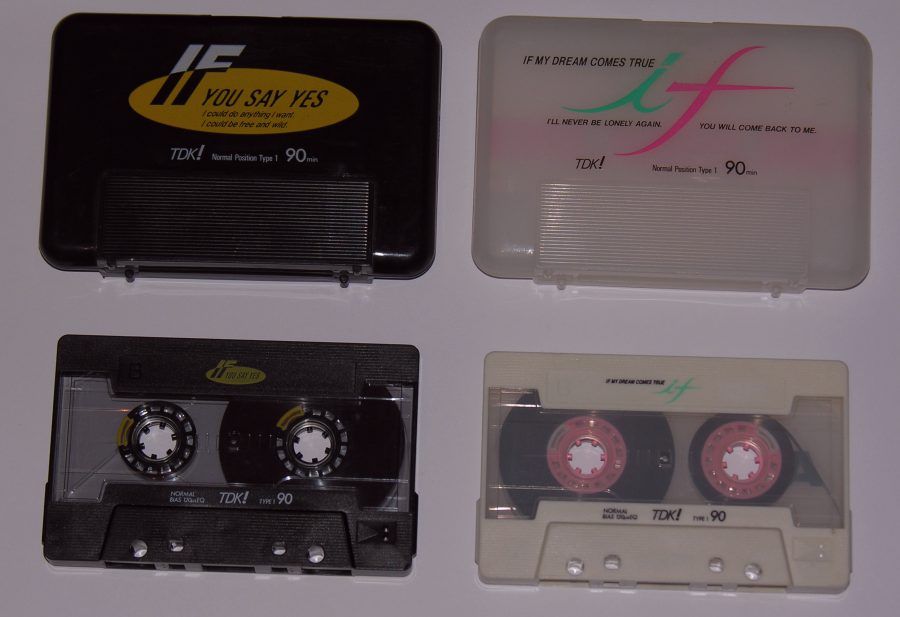 IF
YOU SAY YES
I could do anything I want.
I could be free and wild.
TDK! Normal Position Type 1 90min
IF MY DREAM COMES TRUE
if
I'LL NEVER BE LONELY AGAIN.
YOU WILL COME BACK TO ME.
TDK! Normal Position Type 1 90min
B
IF
YOU SAY YES
NORMAL
BIAS 120μsEQ
TDK! TYPE I 90
IF MY DREAM COMES TRUE
if
NORMAL
BIAS 120μsEQ
TDK! TYPE I 90